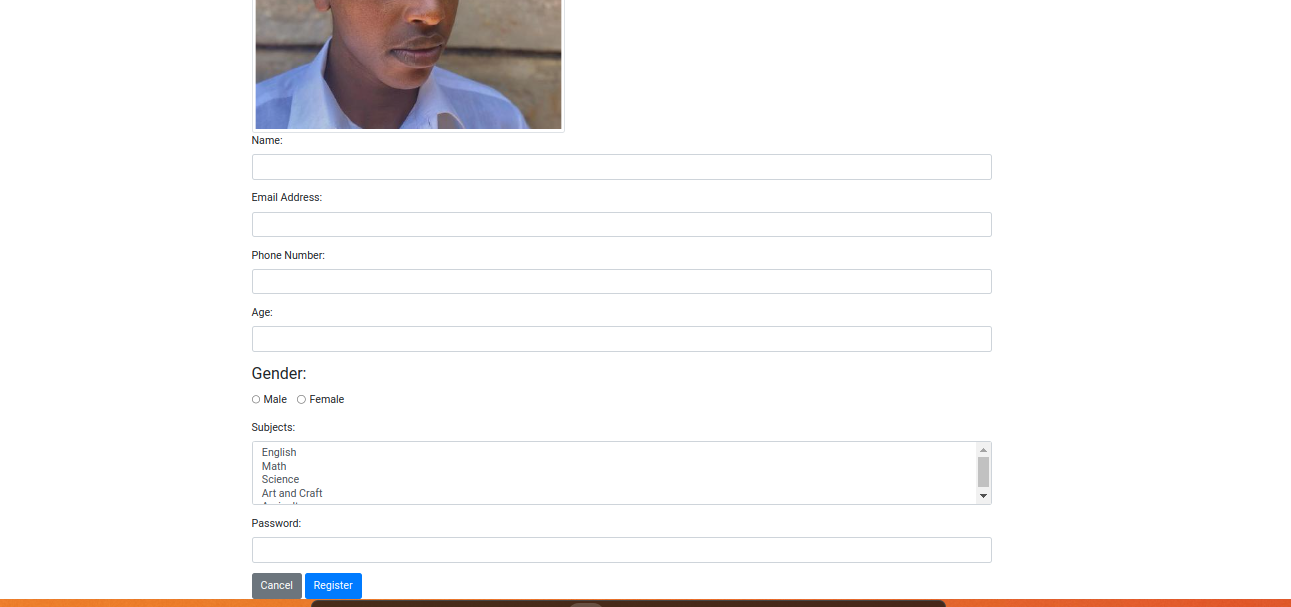 Name:
Email Address:
Phone Number:
Age:
Gender:
Male Female
Subjects:
English
Math
Science
Art and Craft
Password:
Cancel Register